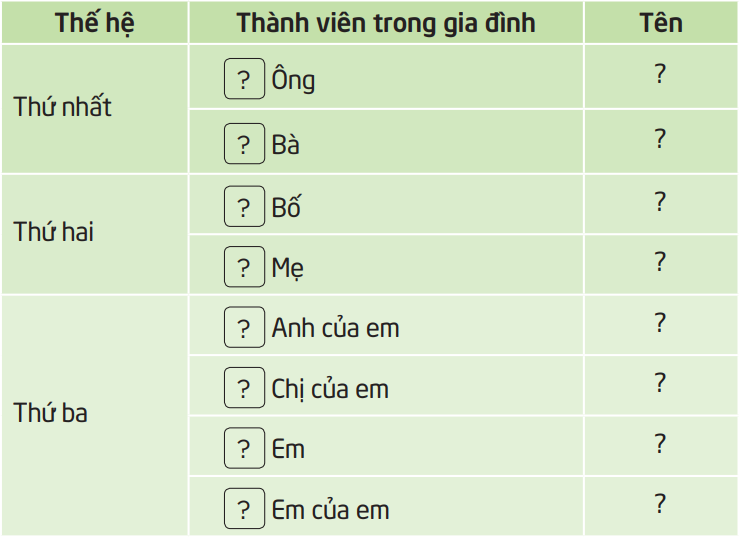 Thế hệ Thành viên trong gia đình Tên
Thứ nhất
? Ông ?
? Bà ?
Thứ hai
? Bố ?
? Mẹ ?
Thứ ba
? Anh của em ?
? Chị của em ?
? Em ?
? Em của em ?